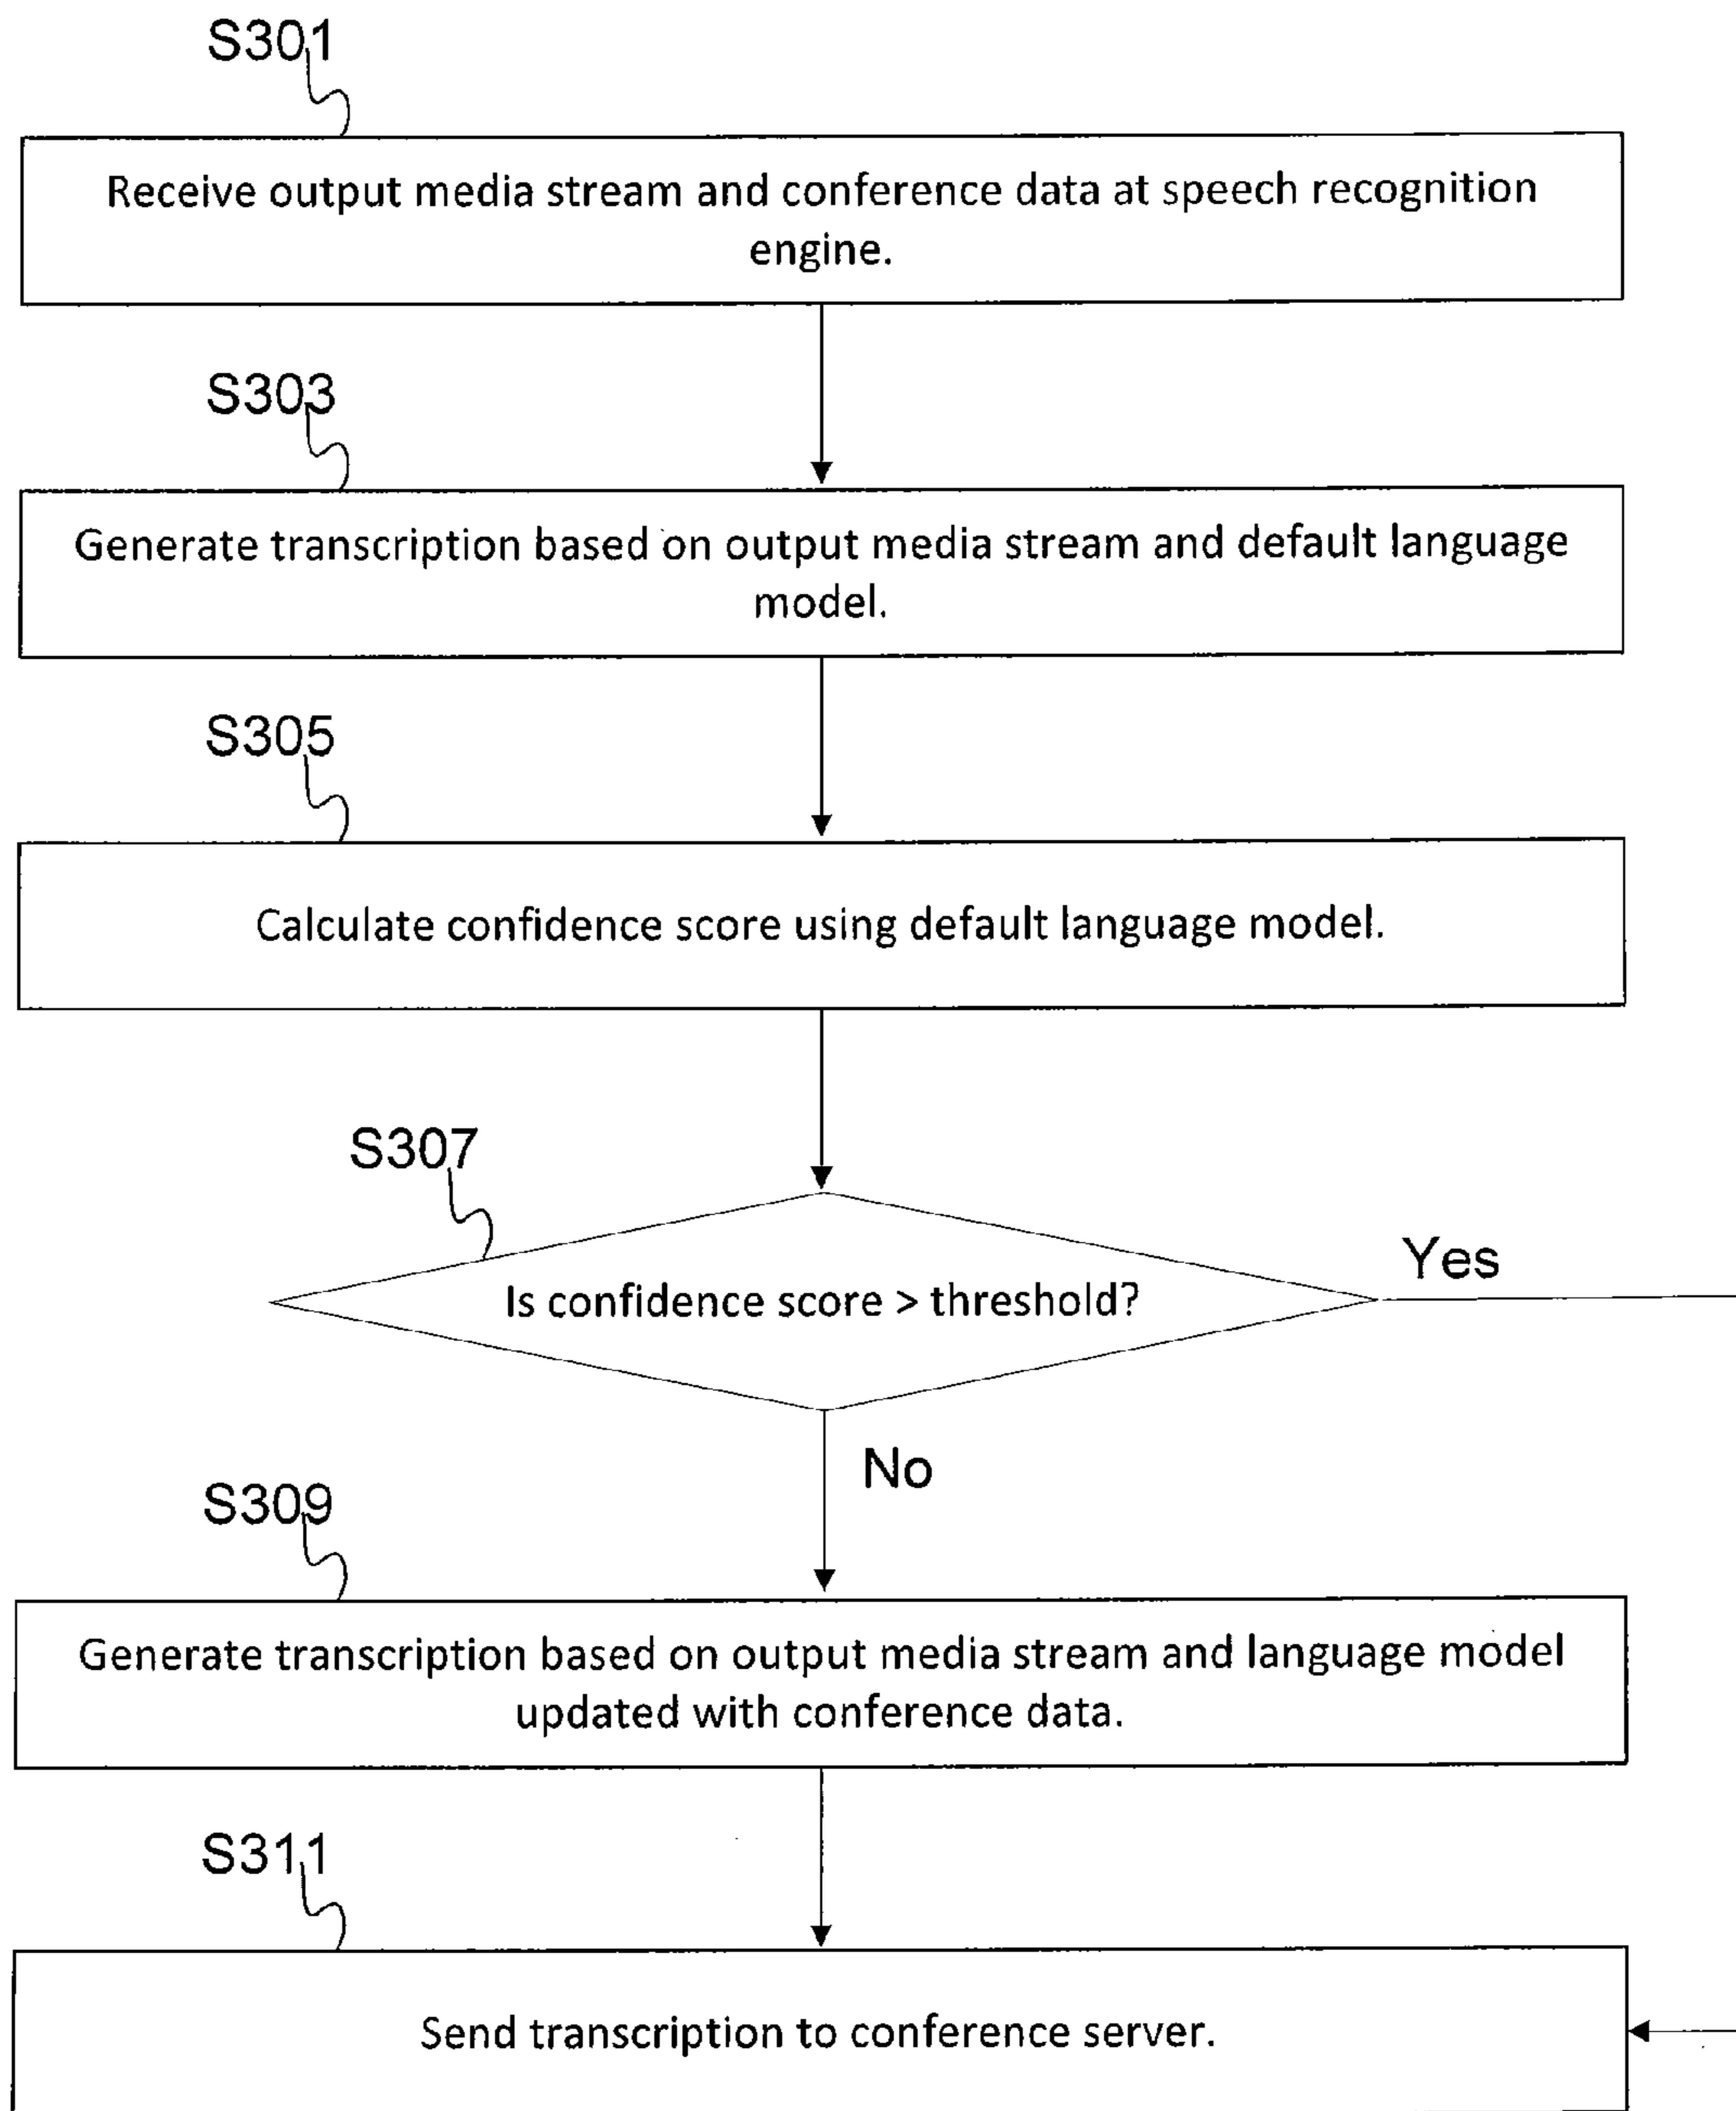 S301
Receive output media stream and conference data at speech recognition
engine.
S303
Generate transcription based on output media stream and default language
model.
S305
Calculate confidence score using default language model.
S307
Is confidence score > threshold?
Yes
No
S309
Generate transcription based on output media stream and language model
updated with conference data.
S311
Send transcription to conference server.